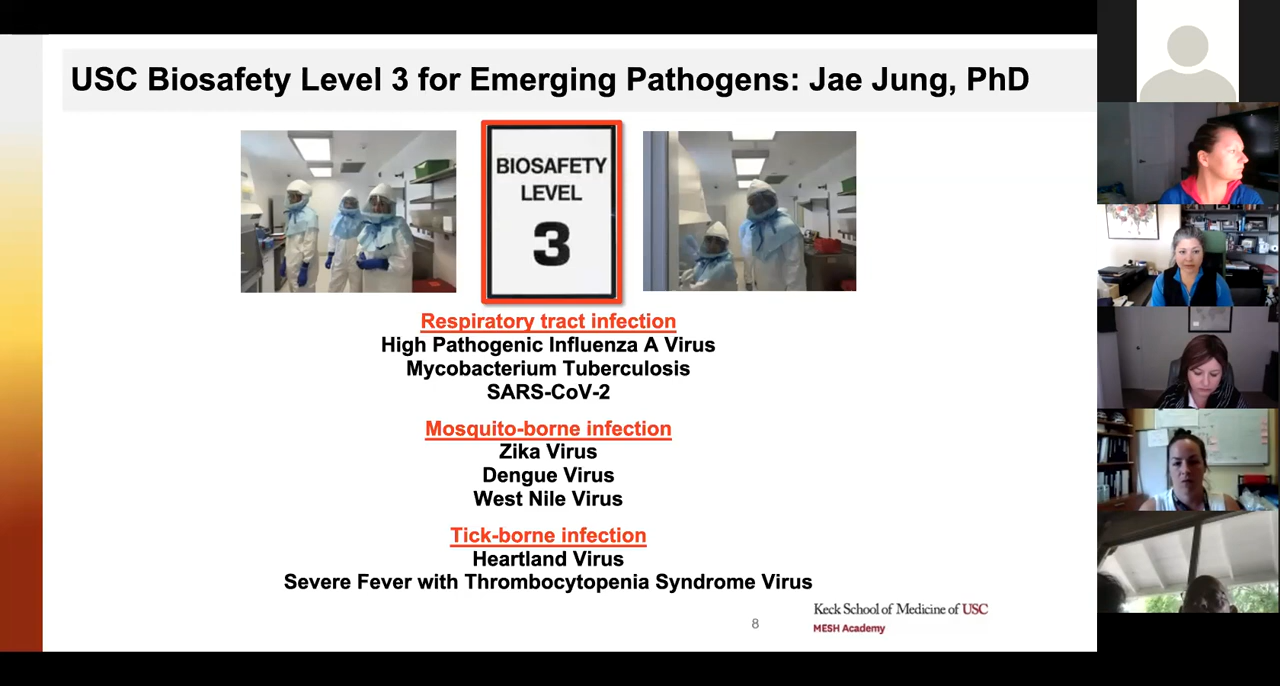 USC Biosafety Level 3 for Emerging Pathogens: Jae Jung, PhD
BIOSAFETY
LEVEL
3
Respiratory tract infection
High Pathogenic Influenza A Virus
Mycobacterium Tuberculosis
SARS-CoV-2
Mosquito-borne infection
Zika Virus
Dengue Virus
West Nile Virus
Tick-borne infection
Heartland Virus
Severe Fever with Thrombocytopenia Syndrome Virus
8
Keck School of Medicine of USC
MESH Academy